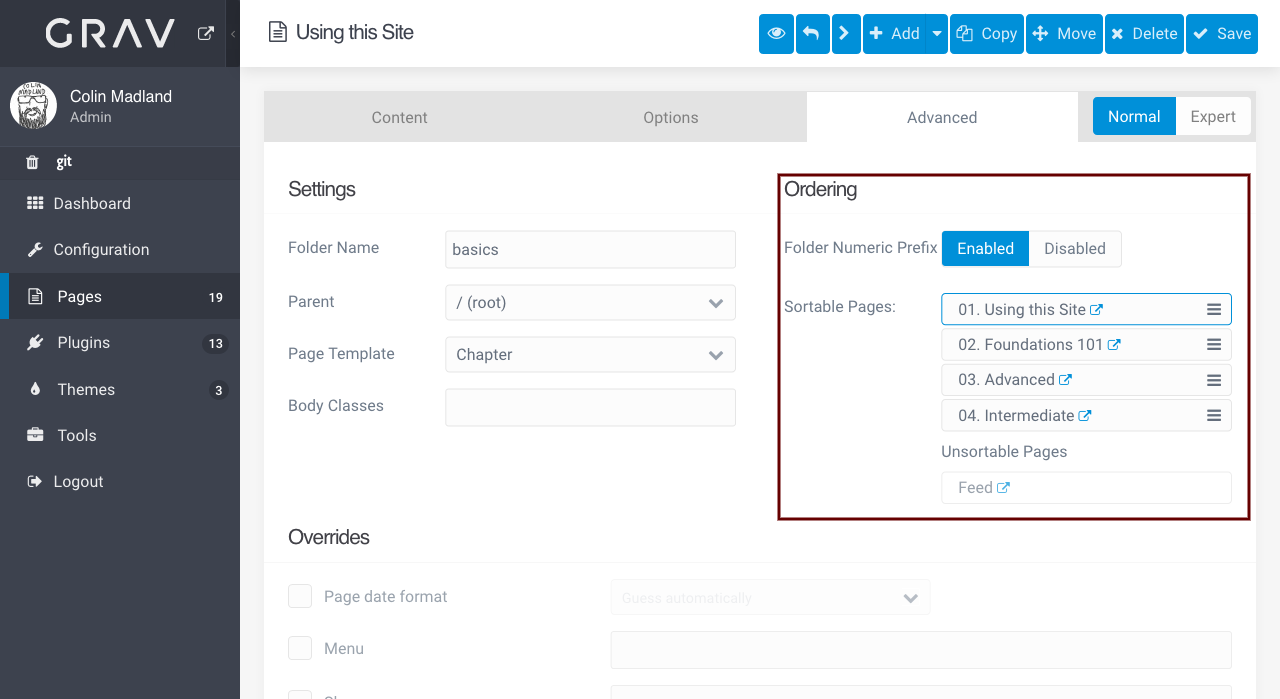 GRAV
Using this Site
Add
Copy
Move
Delete
Save
Colin Madland
Admin
git
Dashboard
Configuration
Pages 19
Plugins 13
Themes 3
Tools
Logout
Content
Options
Advanced
Normal
Expert
Settings
Folder Name
basics
Parent
/ (root)
Page Template
Chapter
Body Classes
Ordering
Folder Numeric Prefix
Enabled
Disabled
Sortable Pages:
01. Using this Site
02. Foundations 101
03. Advanced
04. Intermediate
Unsortable Pages
Feed
Overrides
Page date format
Guess automatically
Menu